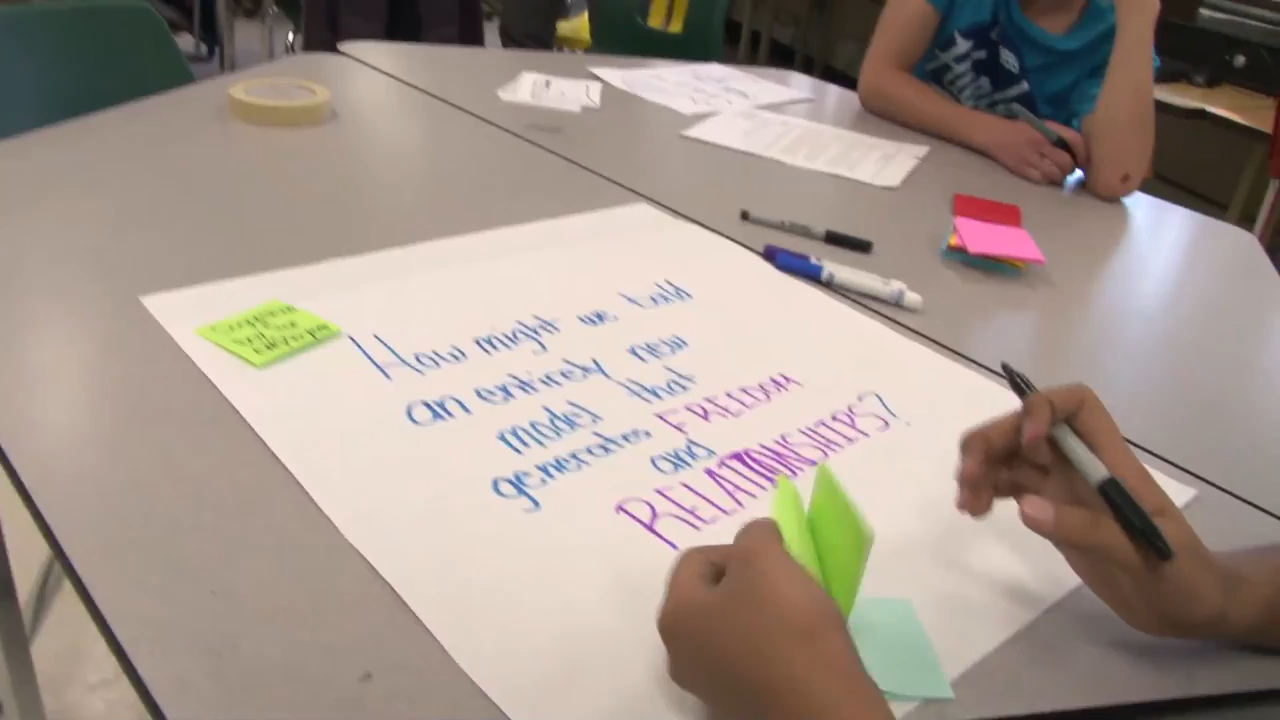 How might we build
an entirely new
model that
generates FREEDOM
and
RELATIONSHIPS?